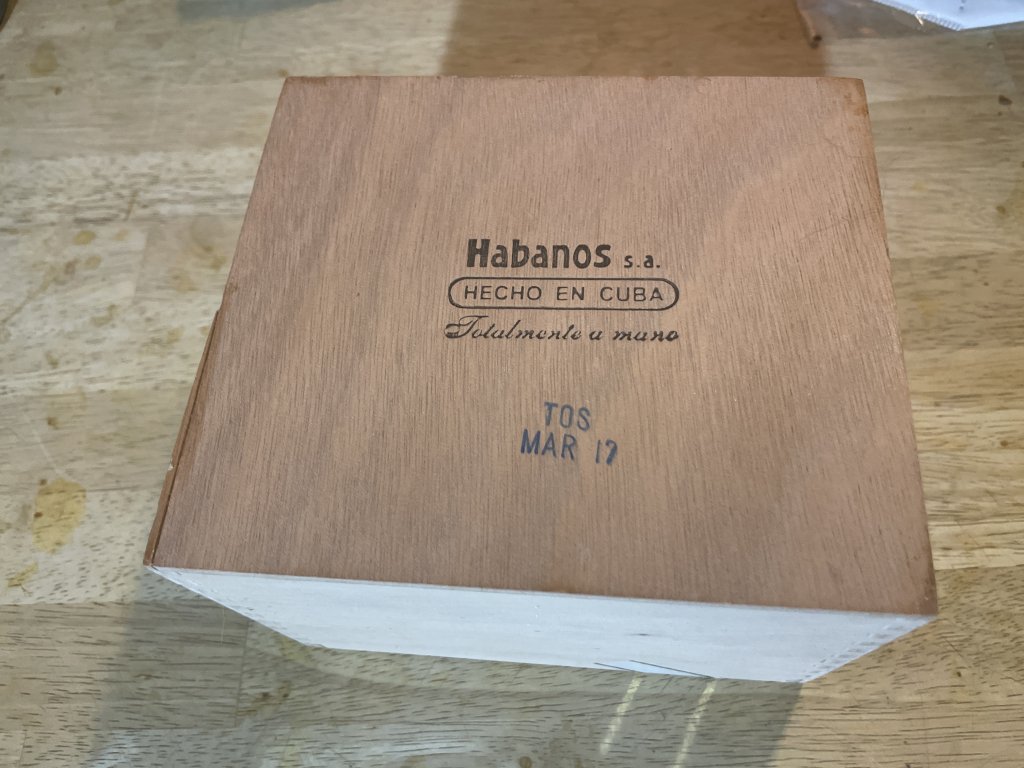 Habanos s.a.
HECHO EN CUBA
Totalmente a mano
TOS
MAR 17